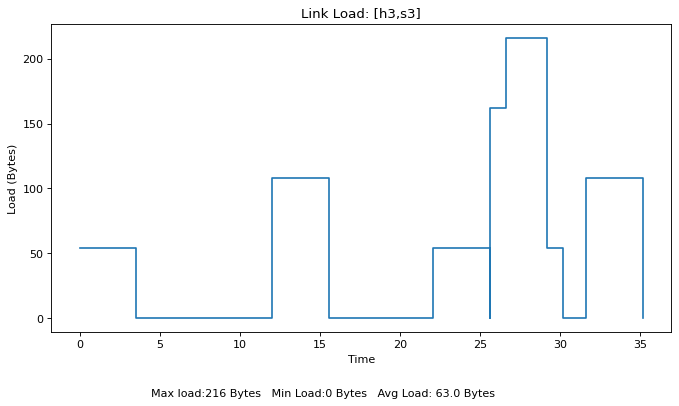 Link Load: [h3,s3]
200
150
100
50
0
Load (Bytes)
0 5 10 15 20 25 30 35
Time
Max load:216 Bytes Min Load:0 Bytes Avg Load: 63.0 Bytes